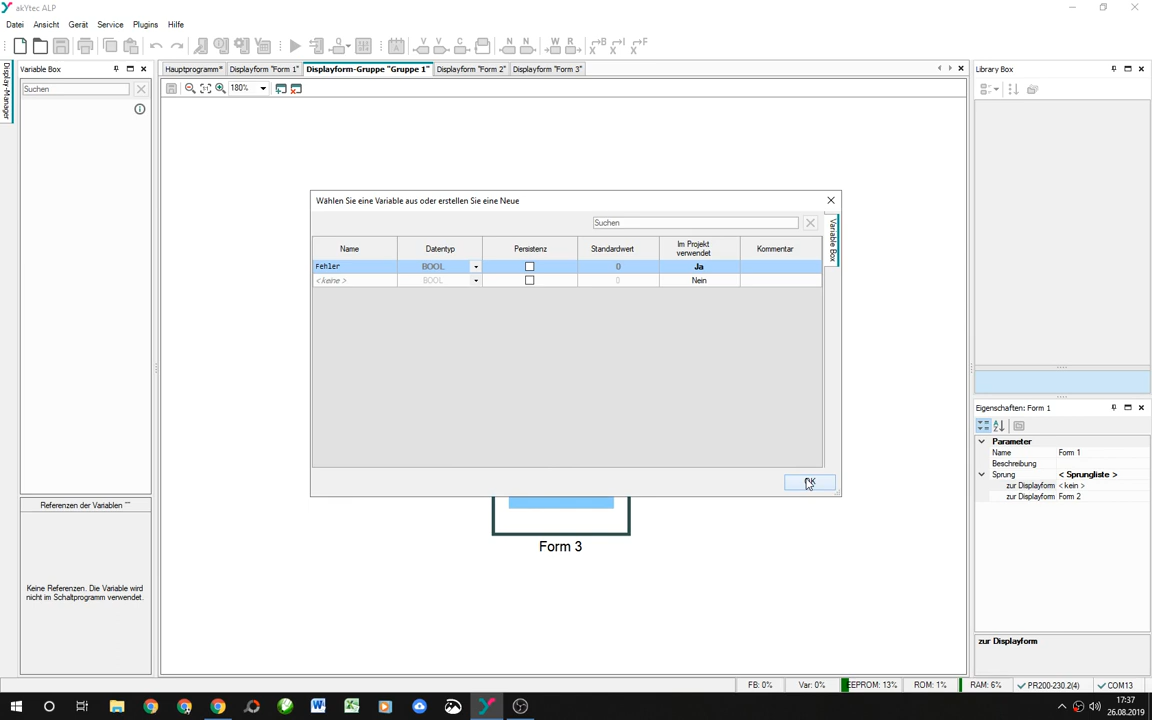 akYtec ALP
Datei Ansicht Gerät Service Plugins Hilfe
Display-Manager
Variable Box
Suchen
Hauptprogramm* Displayform "Form 1" Displayform-Gruppe "Gruppe 1" Displayform "Form 2" Displayform "Form 3"
180%
Library Box
Wählen Sie eine Variable aus oder erstellen Sie eine Neue
Suchen
Variable Box
Name Datentyp Persistenz Standardwert Im Projekt verwendet Kommentar
Fehler BOOL 0 Ja
<keine> BOOL 0 Nein
OK
Form 3
Referenzen der Variablen ""
Keine Referenzen. Die Variable wird
nicht im Schaltprogramm verwendet.
Eigenschaften: Form 1
Parameter
Name Form 1
Beschreibung
Sprung < Sprungliste >
zur Displayform < kein >
zur Displayform Form 2
zur Displayform
FB: 0% Var: 0% EEPROM: 13% ROM: 1% RAM: 6% PR200-230.2(4) COM13
17:37
26.08.2019